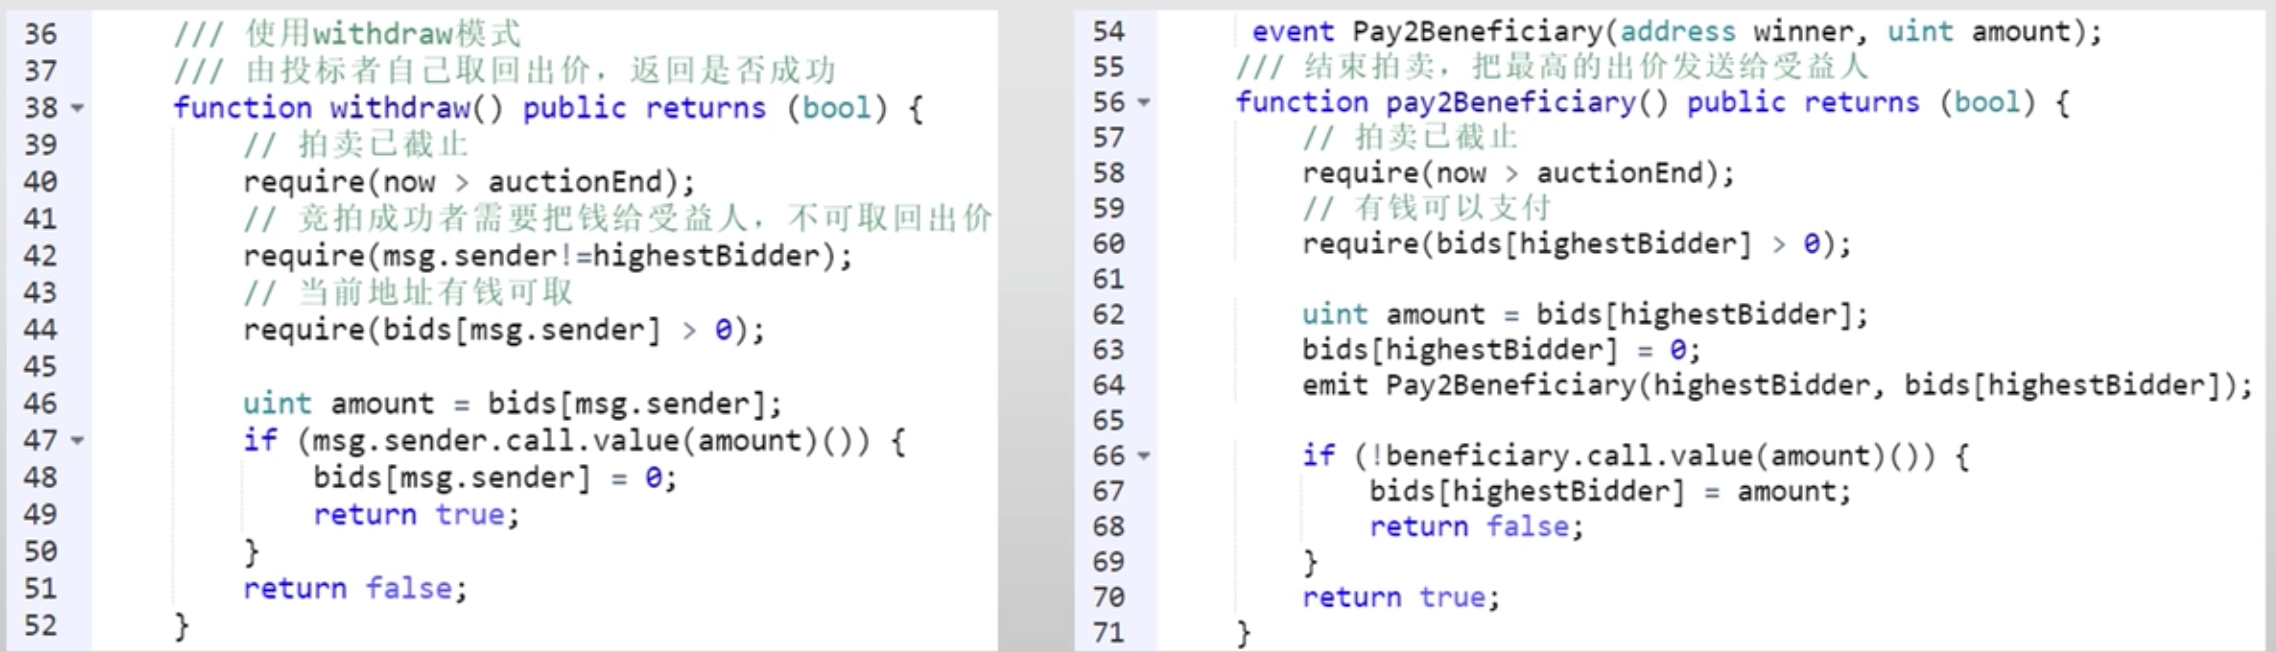 36 /// 使用withdraw模式
37 /// 由投标者自己取回出价，返回是否成功
38 function withdraw() public returns (bool) {
39 // 拍卖已截止
40 require(now > auctionEnd);
41 // 竞拍成功者需要把钱给受益人，不可取回出价
42 require(msg.sender!=highestBidder);
43 // 当前地址有钱可取
44 require(bids[msg.sender] > 0);
45
46 uint amount = bids[msg.sender];
47 if (msg.sender.call.value(amount)()) {
48 bids[msg.sender] = 0;
49 return true;
50 }
51 return false;
52 }
54 event Pay2Beneficiary(address winner, uint amount);
55 /// 结束拍卖，把最高的出价发送给受益人
56 function pay2Beneficiary() public returns (bool) {
57 // 拍卖已截止
58 require(now > auctionEnd);
59 // 有钱可以支付
60 require(bids[highestBidder] > 0);
61
62 uint amount = bids[highestBidder];
63 bids[highestBidder] = 0;
64 emit Pay2Beneficiary(highestBidder, bids[highestBidder]);
65
66 if (!beneficiary.call.value(amount)()) {
67 bids[highestBidder] = amount;
68 return false;
69 }
70 return true;
71 }